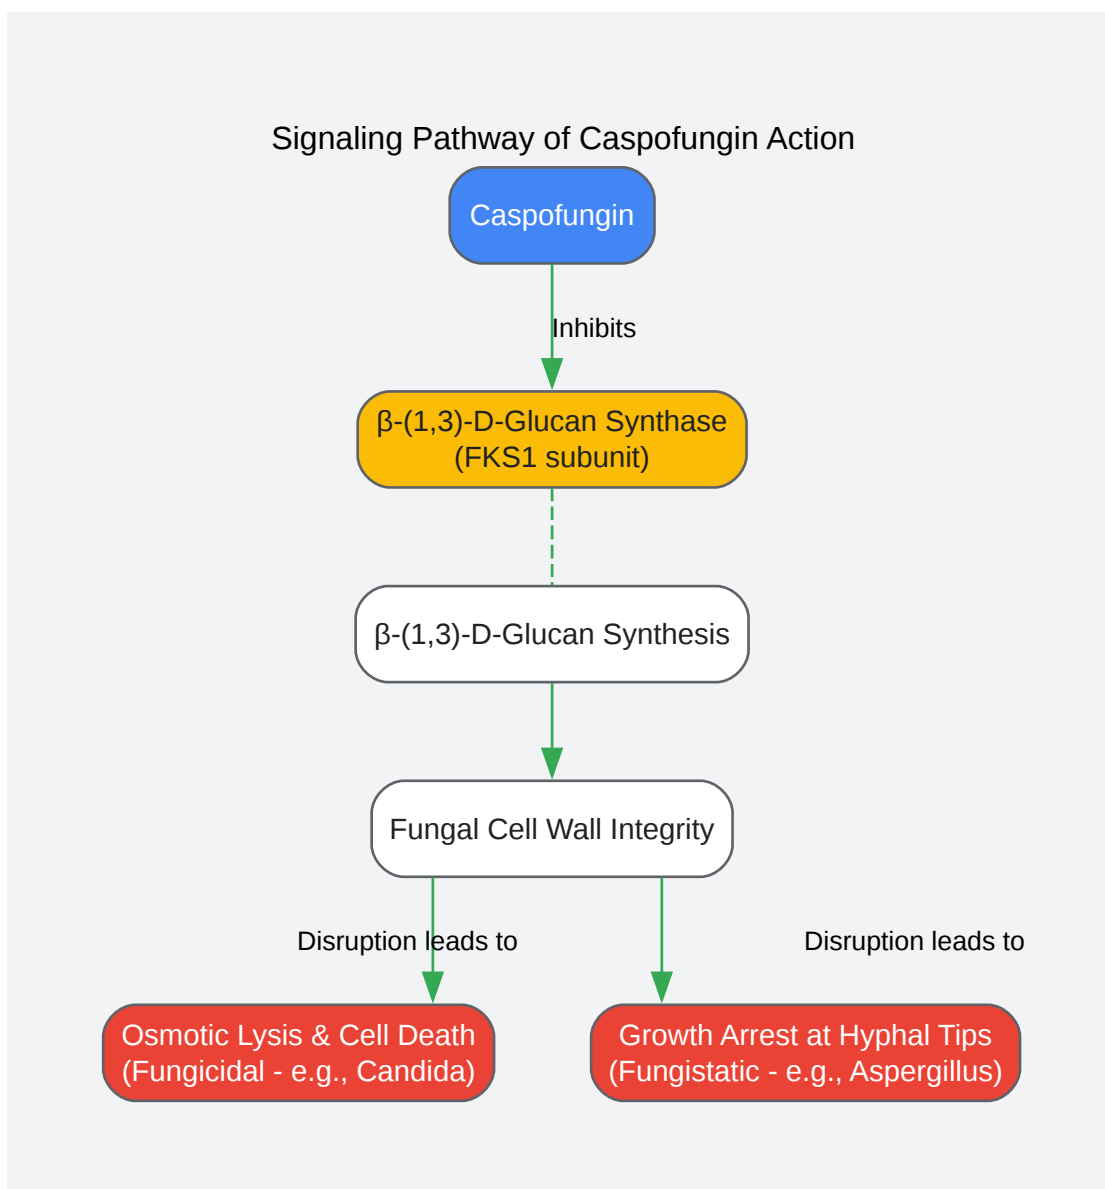 Signaling Pathway of Caspofungin Action
Caspofungin
Inhibits
β-(1,3)-D-Glucan Synthase
(FKS1 subunit)
β-(1,3)-D-Glucan Synthesis
Fungal Cell Wall Integrity
Disruption leads to
Disruption leads to
Osmotic Lysis & Cell Death
(Fungicidal - e.g., Candida)
Growth Arrest at Hyphal Tips
(Fungistatic - e.g., Aspergillus)